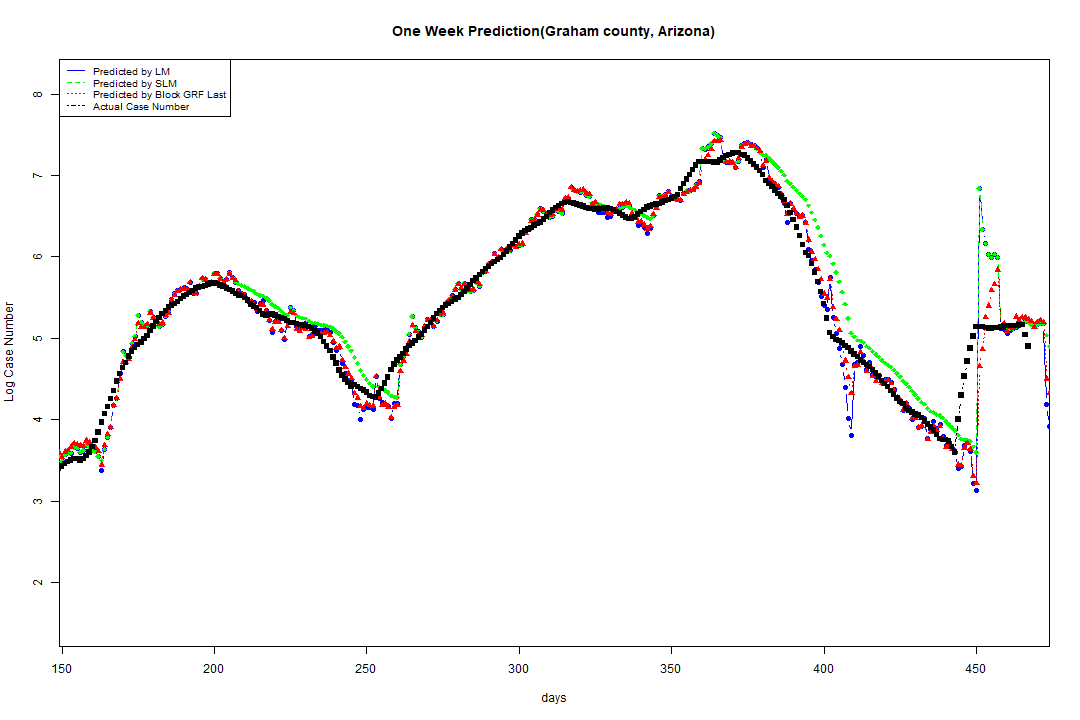 One Week Prediction(Graham county, Arizona)
Predicted by LM
Predicted by SLM
Predicted by Block GRF Last
Actual Case Number
8
7
6
5
4
3
2
Log Case Number
150 200 250 300 350 400 450
days